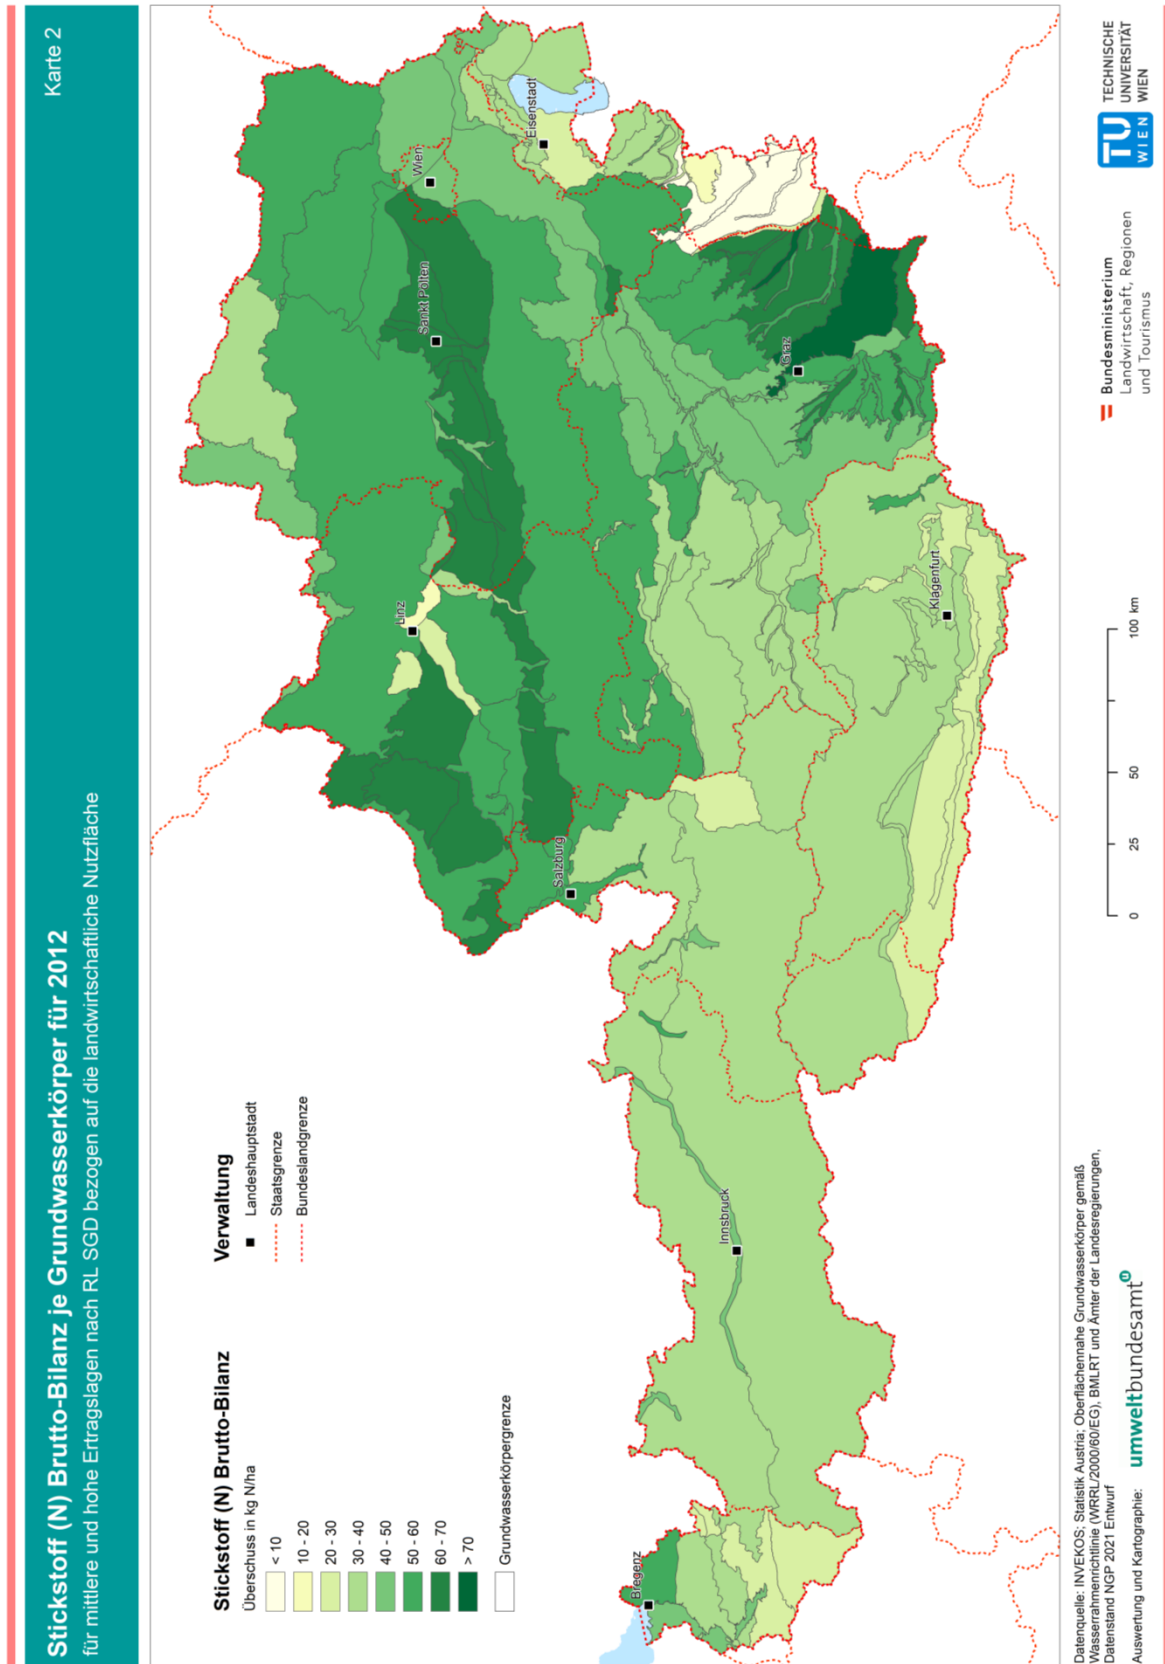 Stickstoff (N) Brutto-Bilanz je Grundwasserkörper für 2012
für mittlere und hohe Ertragslagen nach RL SGD bezogen auf die landwirtschaftliche Nutzfläche
Karte 2
Stickstoff (N) Brutto-Bilanz
Überschuss in kg N/ha
< 10
10 - 20
20 - 30
30 - 40
40 - 50
50 - 60
60 - 70
> 70
Grundwasserkörpergrenze
Verwaltung
Landeshauptstadt
Staatsgrenze
Bundeslandgrenze
Bregenz
Innsbruck
Salzburg
Linz
Sankt Pölten
Wien
Eisenstadt
Graz
Klagenfurt
0 25 50 100 km
Datenquelle: INVEKOS; Statistik Austria; Oberflächennahe Grundwasserkörper gemäß
Wasserrahmenrichtlinie (WRRL/2000/60/EG), BMLRT und Ämter der Landesregierungen,
Datenstand NGP 2021 Entwurf
Auswertung und Kartographie:
umweltbundesamt
Bundesministerium
Landwirtschaft, Regionen
und Tourismus
TU
WIEN
TECHNISCHE
UNIVERSITÄT
WIEN